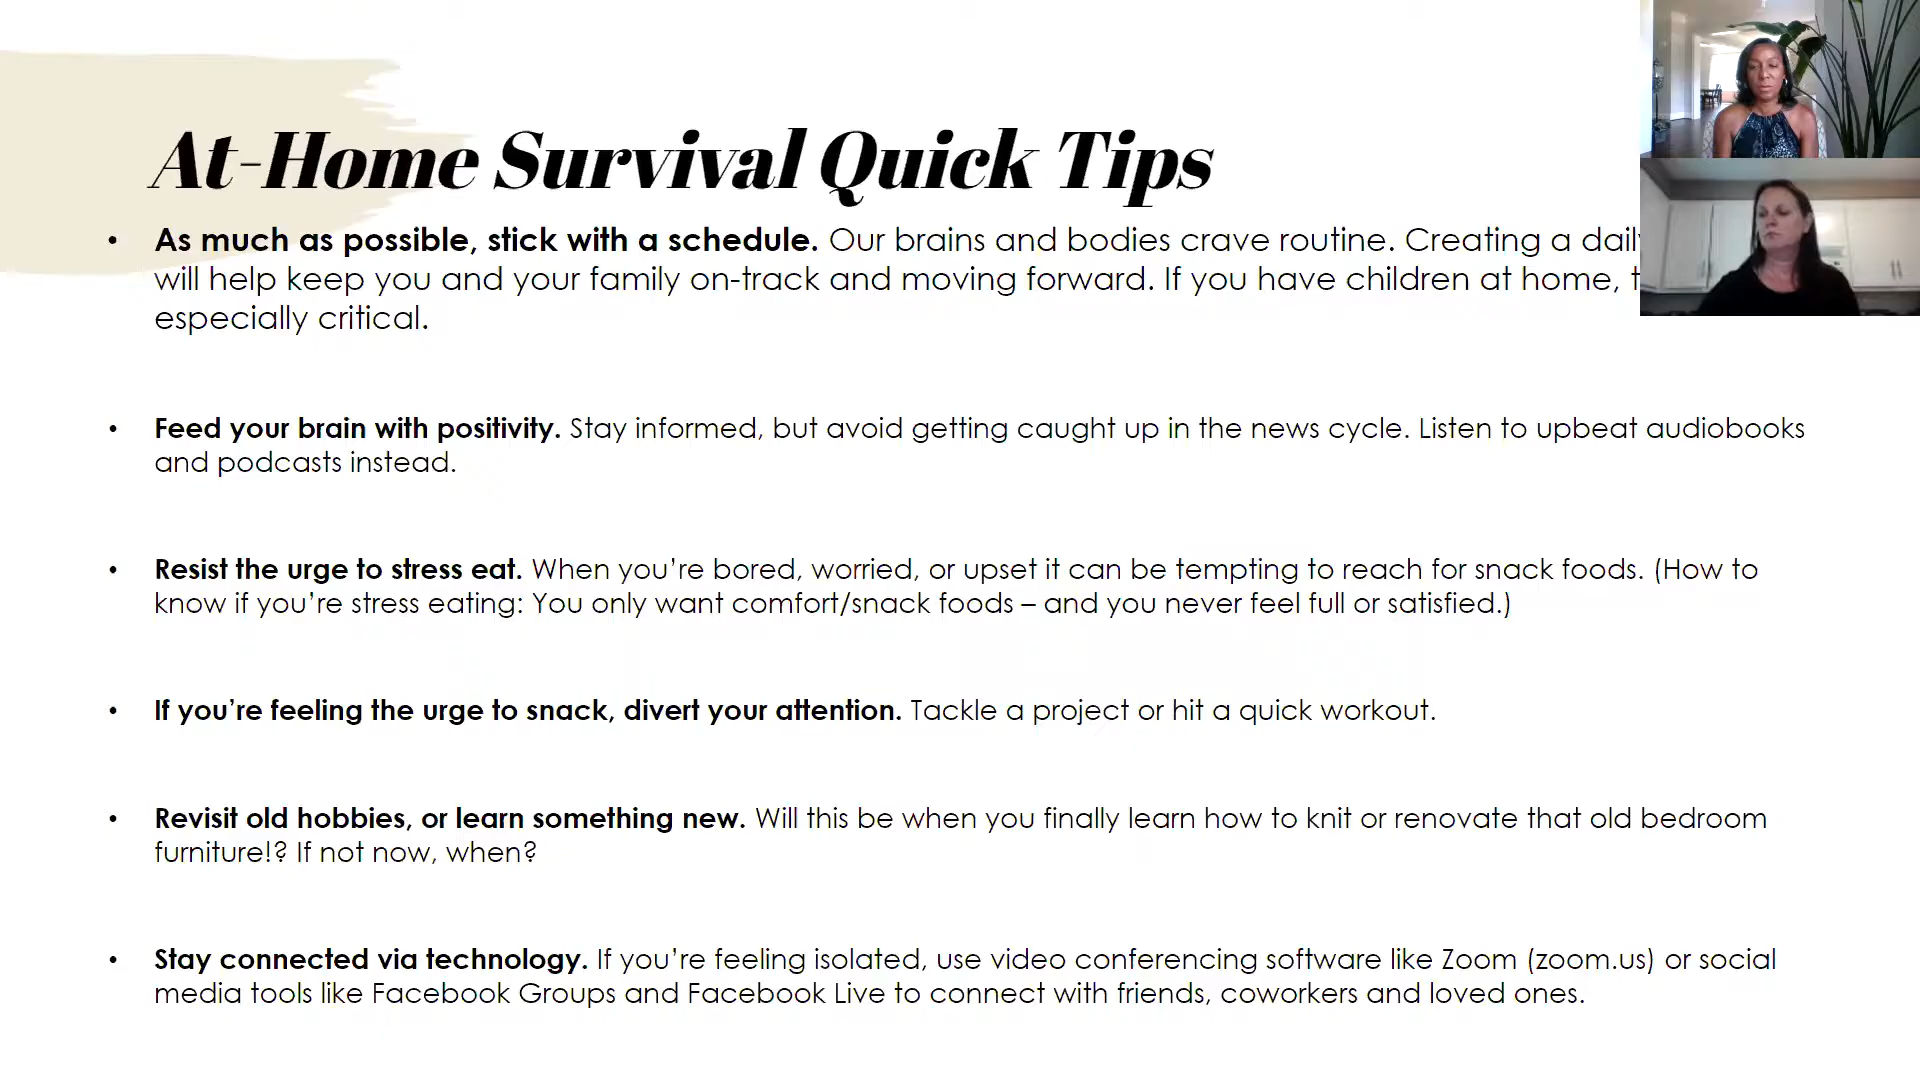 At-Home Survival Quick Tips
• As much as possible, stick with a schedule. Our brains and bodies crave routine. Creating a
will help keep you and your family on-track and moving forward. If you have children at home,
especially critical.
• Feed your brain with positivity. Stay informed, but avoid getting caught up in the news cycle. Listen to upbeat audiobooks
and podcasts instead.
• Resist the urge to stress eat. When you’re bored, worried, or upset it can be tempting to reach for snack foods. (How to
know if you’re stress eating: You only want comfort/snack foods – and you never feel full or satisfied.)
• If you’re feeling the urge to snack, divert your attention. Tackle a project or hit a quick workout.
• Revisit old hobbies, or learn something new. Will this be when you finally learn how to knit or renovate that old bedroom
furniture!? If not now, when?
• Stay connected via technology. If you’re feeling isolated, use video conferencing software like Zoom (zoom.us) or social
media tools like Facebook Groups and Facebook Live to connect with friends, coworkers and loved ones.